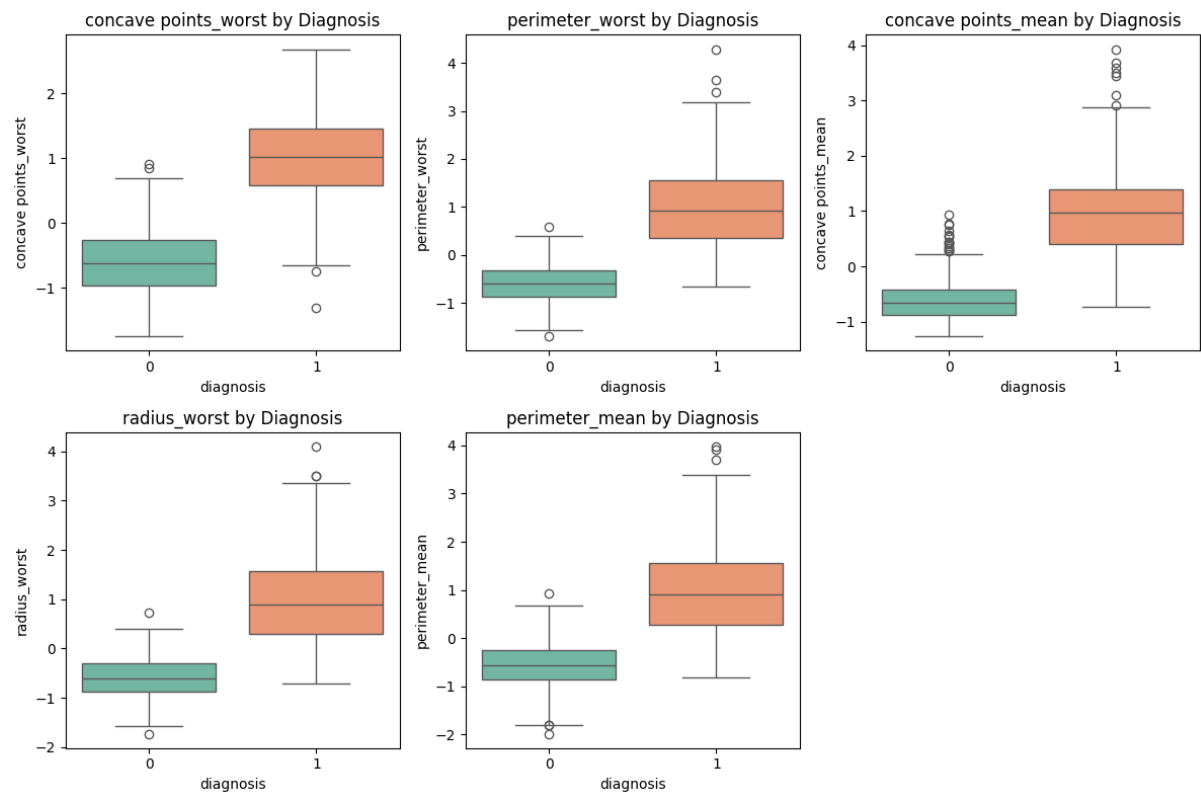 concave points_worst by Diagnosis
concave points_worst
2
1
0
−1
0 1
diagnosis
perimeter_worst by Diagnosis
perimeter_worst
4
3
2
1
0
−1
0 1
diagnosis
concave points_mean by Diagnosis
concave points_mean
4
3
2
1
0
−1
0 1
diagnosis
radius_worst by Diagnosis
radius_worst
4
3
2
1
0
−1
−2
0 1
diagnosis
perimeter_mean by Diagnosis
perimeter_mean
4
3
2
1
0
−1
−2
0 1
diagnosis